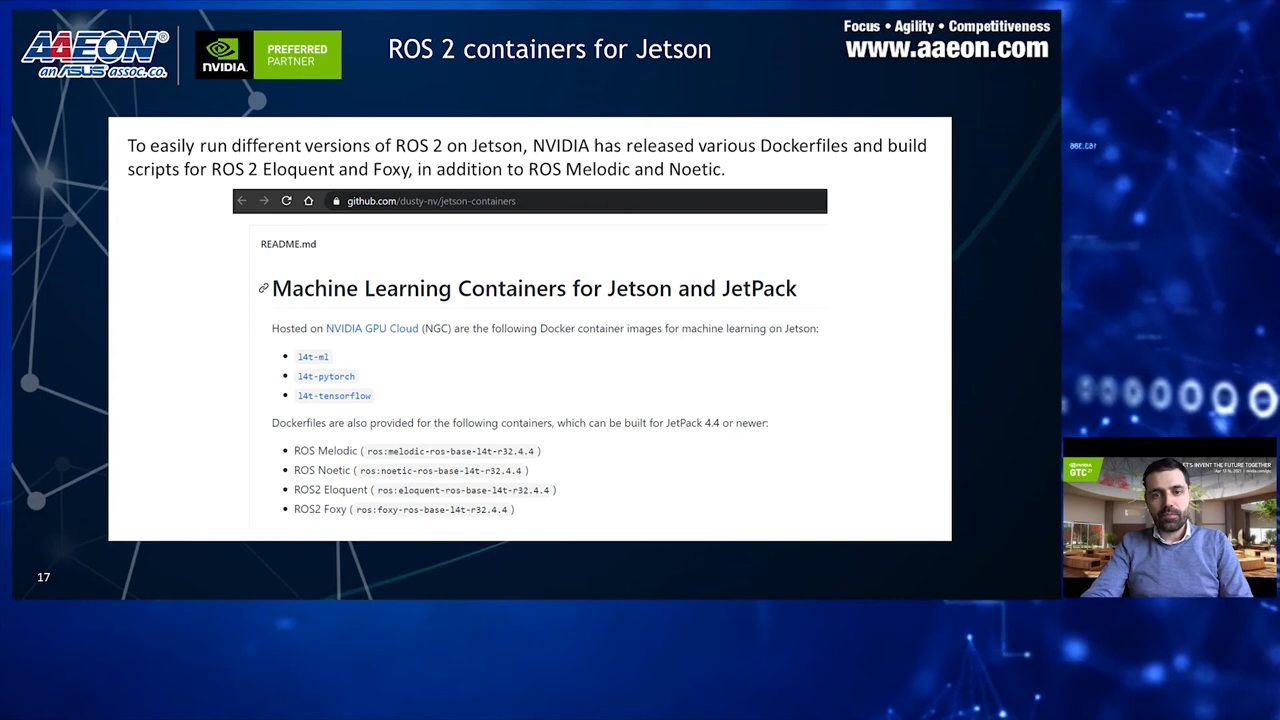 AAEON®
an ASUS assoc. co.
NVIDIA.
PREFERRED
PARTNER
ROS 2 containers for Jetson
Focus • Agility • Competitiveness
www.aaeon.com
To easily run different versions of ROS 2 on Jetson, NVIDIA has released various Dockerfiles and build
scripts for ROS 2 Eloquent and Foxy, in addition to ROS Melodic and Noetic.
github.com/dusty-nv/jetson-containers
README.md
Machine Learning Containers for Jetson and JetPack
Hosted on NVIDIA GPU Cloud (NGC) are the following Docker container images for machine learning on Jetson:
• l4t-ml
• l4t-pytorch
• l4t-tensorflow
Dockerfiles are also provided for the following containers, which can be built for JetPack 4.4 or newer:
• ROS Melodic ( ros:melodic-ros-base-l4t-r32.4.4 )
• ROS Noetic ( ros:noetic-ros-base-l4t-r32.4.4 )
• ROS2 Eloquent ( ros:eloquent-ros-base-l4t-r32.4.4 )
• ROS2 Foxy ( ros:foxy-ros-base-l4t-r32.4.4 )
17
NVIDIA
GTC
LET'S INVENT THE FUTURE TOGETHER